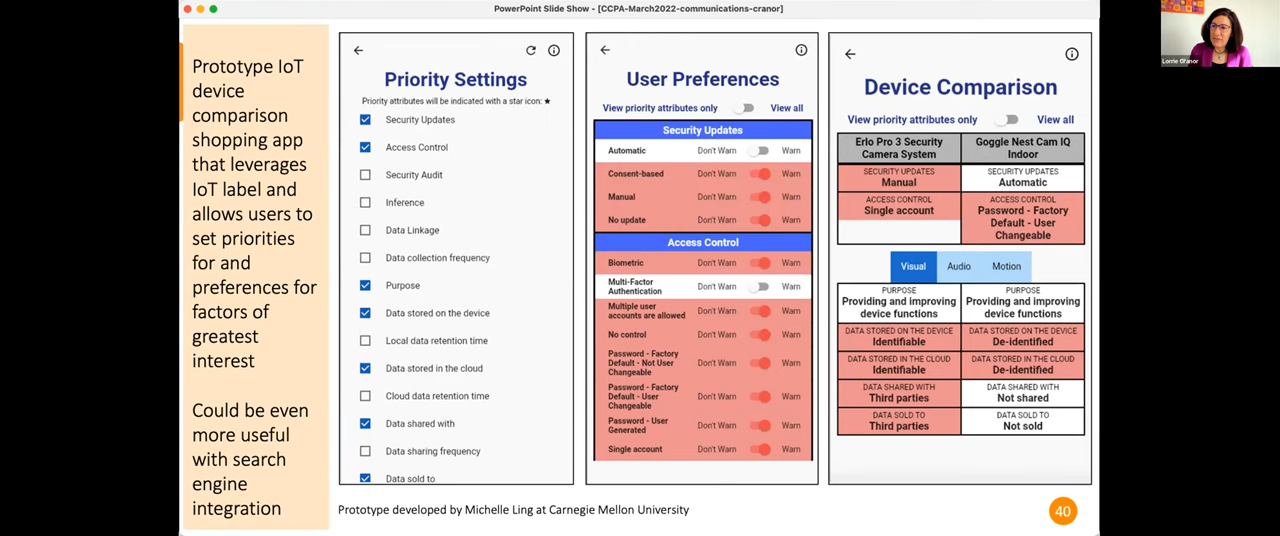 PowerPoint Slide Show - [CCPA-March2022-communications-cranor]
Prototype IoT
device
comparison
shopping app
that leverages
IoT label and
allows users to
set priorities
for and
preferences for
factors of
greatest
interest
Could be even
more useful
with search
engine
integration
Priority Settings
Priority attributes will be indicated with a star icon: ★
Security Updates
Access Control
Security Audit
Inference
Data Linkage
Data collection frequency
Purpose
Data stored on the device
Local data retention time
Data stored in the cloud
Cloud data retention time
Data shared with
Data sharing frequency
Data sold to
User Preferences
View priority attributes only View all
Security Updates
Automatic Don't Warn Warn
Consent-based Don't Warn Warn
Manual Don't Warn Warn
No update Don't Warn Warn
Access Control
Biometric Don't Warn Warn
Multi-Factor
Authentication Don't Warn Warn
Multiple user
accounts are allowed Don't Warn Warn
No control Don't Warn Warn
Password - Factory
Default - Not User
Changeable Don't Warn Warn
Password - Factory
Default - User
Changeable Don't Warn Warn
Password - User
Generated Don't Warn Warn
Single account Don't Warn Warn
Device Comparison
View priority attributes only View all
Erlo Pro 3 Security
Camera System
Goggle Nest Cam IQ
Indoor
SECURITY UPDATES
Manual
SECURITY UPDATES
Automatic
ACCESS CONTROL
Single account
ACCESS CONTROL
Password - Factory
Default - User
Changeable
Visual Audio Motion
PURPOSE
Providing and improving
device functions
PURPOSE
Providing and improving
device functions
DATA STORED ON THE DEVICE
Identifiable
DATA STORED ON THE DEVICE
De-identified
DATA STORED IN THE CLOUD
Identifiable
DATA STORED IN THE CLOUD
De-identified
DATA SHARED WITH
Third parties
DATA SHARED WITH
Not shared
DATA SOLD TO
Third parties
DATA SOLD TO
Not sold
Prototype developed by Michelle Ling at Carnegie Mellon University
40
Lorrie Cranor